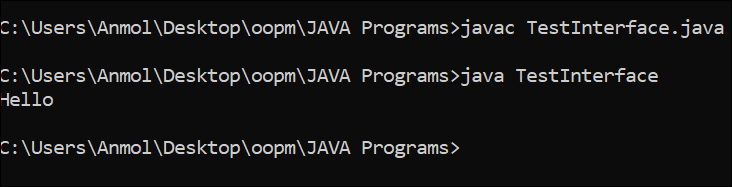 C:\Users\Anmol\Desktop\oopm\JAVA Programs>javac TestInterface.java
C:\Users\Anmol\Desktop\oopm\JAVA Programs>java TestInterface
Hello
C:\Users\Anmol\Desktop\oopm\JAVA Programs>